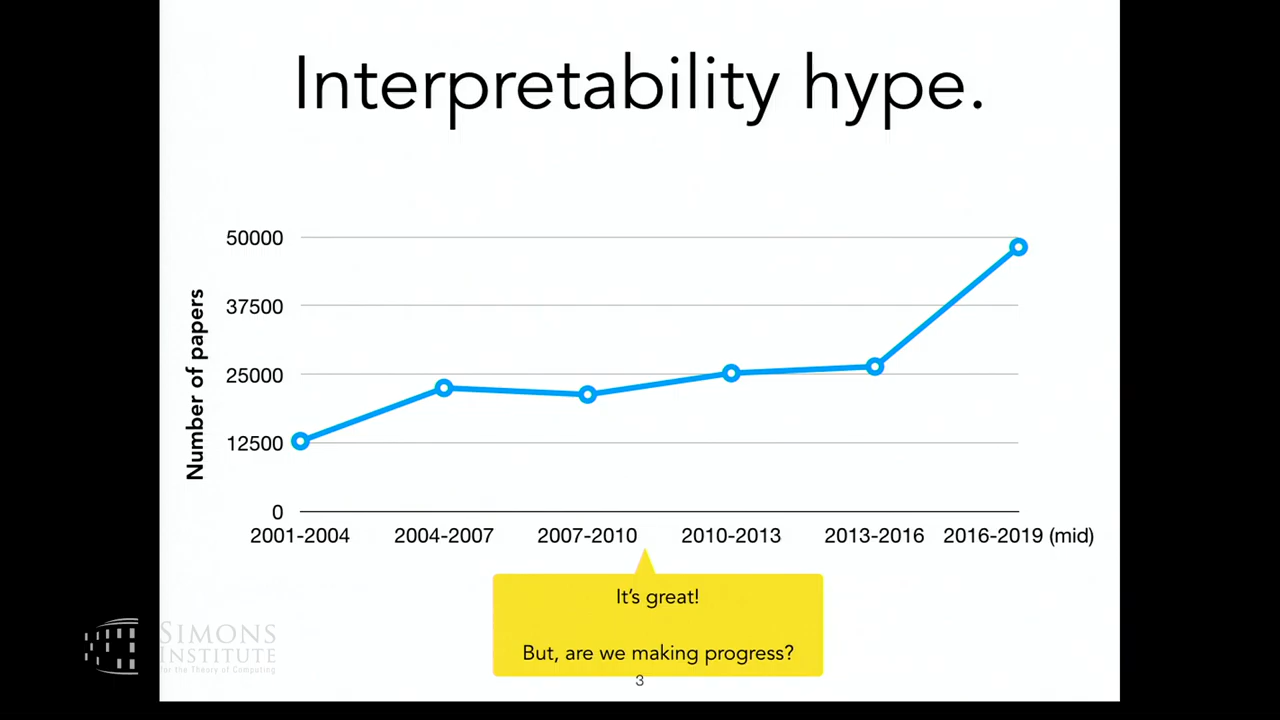 Interpretability hype.
50000
37500
25000
12500
0
Number of papers
2001-2004 2004-2007 2007-2010 2010-2013 2013-2016 2016-2019 (mid)
It's great!
But, are we making progress?
3
SIMONS
INSTITUTE
for the Theory of Computing